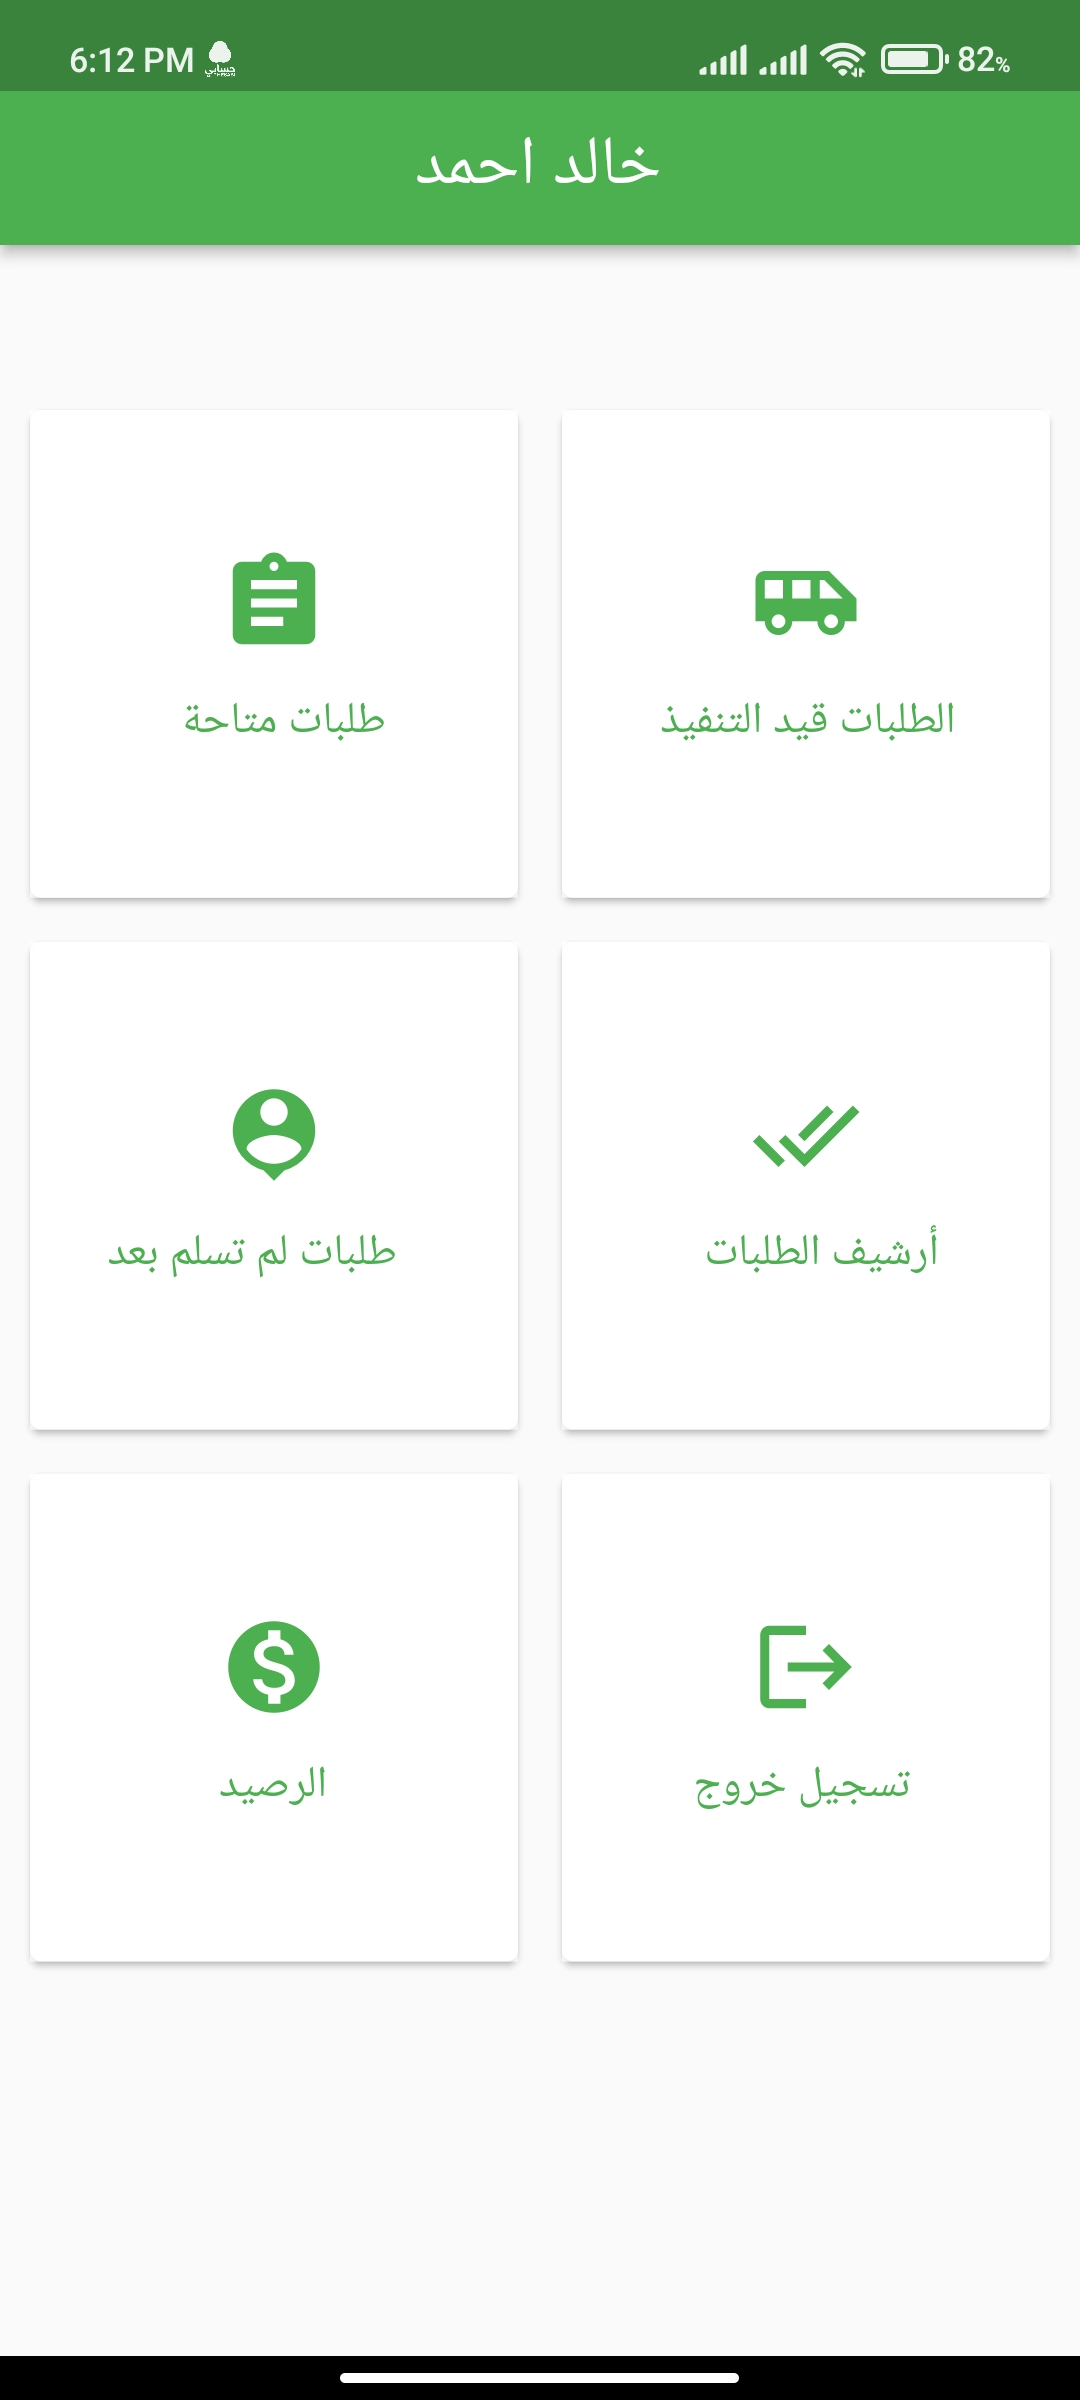 6:12 PM حسابي 82%
خالد احمد
الطلبات قيد التنفيذ
طلبات متاحة
أرشيف الطلبات
طلبات لم تسلم بعد
تسجيل خروج
الرصيد